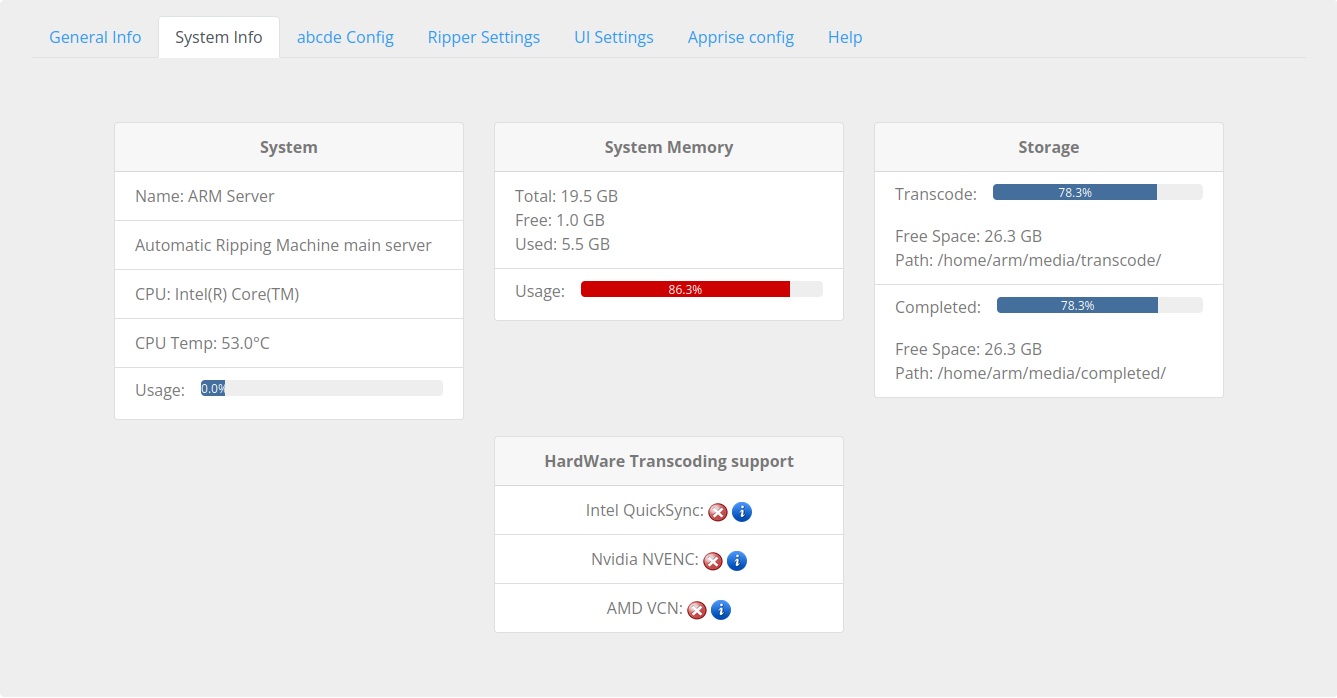 General Info
System Info
abcde Config
Ripper Settings
UI Settings
Apprise config
Help
System
Name: ARM Server
Automatic Ripping Machine main server
CPU: Intel(R) Core(TM)
CPU Temp: 53.0°C
Usage: 0.0%
System Memory
Total: 19.5 GB
Free: 1.0 GB
Used: 5.5 GB
Usage: 86.3%
Storage
Transcode: 78.3%
Free Space: 26.3 GB
Path: /home/arm/media/transcode/
Completed: 78.3%
Free Space: 26.3 GB
Path: /home/arm/media/completed/
HardWare Transcoding support
Intel QuickSync:
Nvidia NVENC:
AMD VCN: